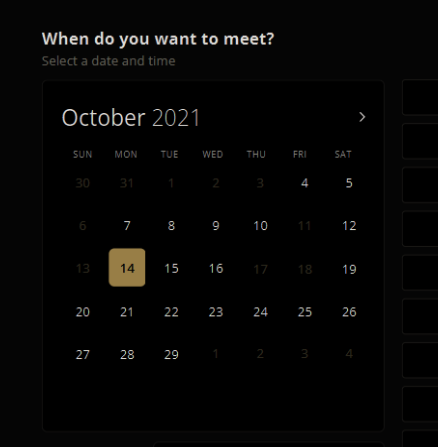 When do you want to meet?
Select a date and time
October 2021
SUN MON TUE WED THU FRI SAT
30 31 1 2 3 4 5
6 7 8 9 10 11 12
13 14 15 16 17 18 19
20 21 22 23 24 25 26
27 28 29 1 2 3 4